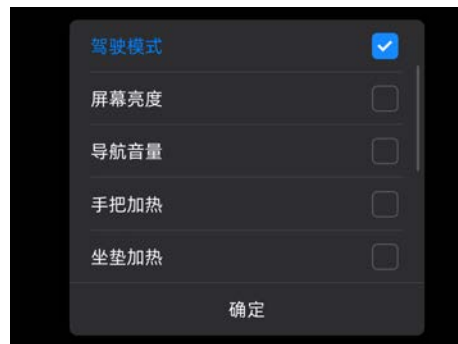 驾驶模式
屏幕亮度
导航音量
手把加热
坐垫加热
确定